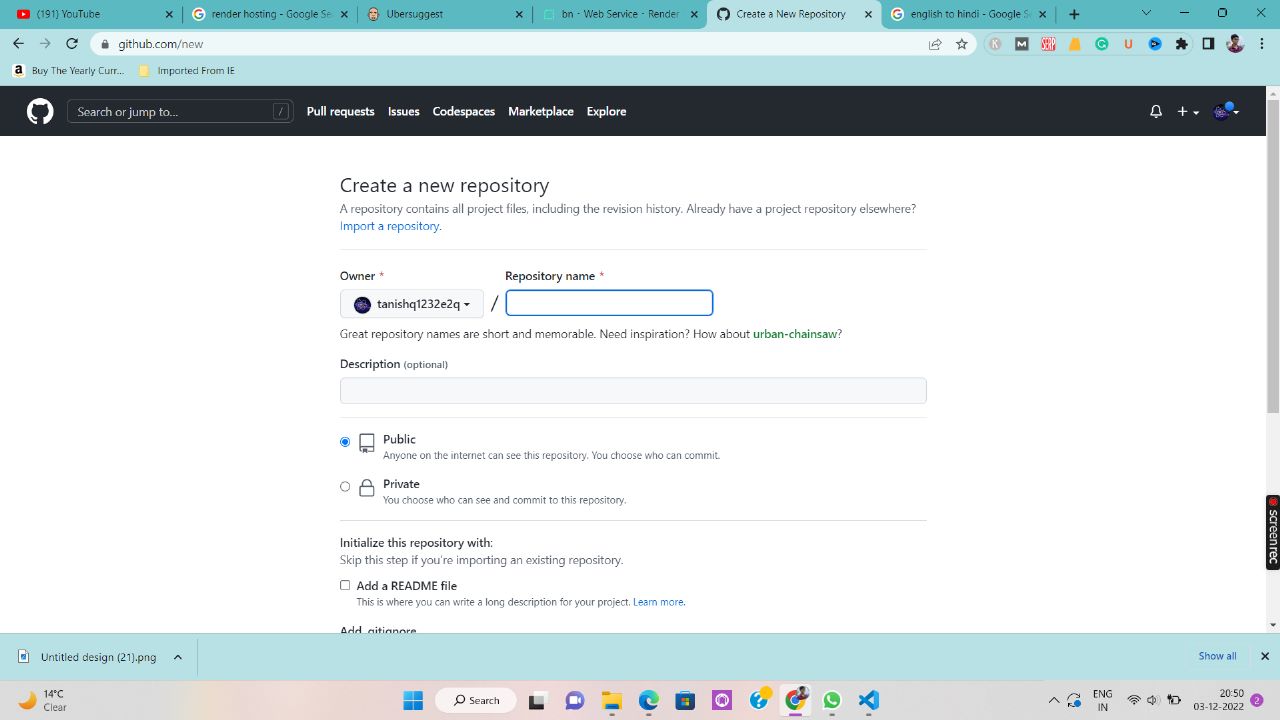 (191) YouTube
render hosting - Google Se
Ubersuggest
bn - Web Service - Render
Create a New Repository
english to hindi - Google Se
github.com/new
Buy The Yearly Curr...
Imported From IE
Search or jump to...
/
Pull requests
Issues
Codespaces
Marketplace
Explore
Create a new repository
A repository contains all project files, including the revision history. Already have a project repository elsewhere?
Import a repository.
Owner *
Repository name *
tanishq1232e2q
/
Great repository names are short and memorable. Need inspiration? How about urban-chainsaw?
Description (optional)
Public
Anyone on the internet can see this repository. You choose who can commit.
Private
You choose who can see and commit to this repository.
Initialize this repository with:
Skip this step if you're importing an existing repository.
Add a README file
This is where you can write a long description for your project. Learn more.
Add .gitignore
screenrec
Untitled design (21).png
Show all
14°C
Clear
Search
ENG
IN
20:50
03-12-2022
2